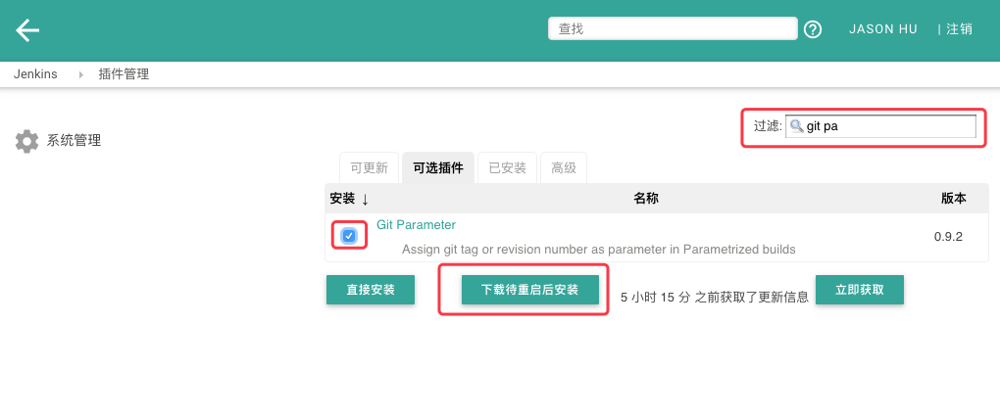 查找
JASON HU | 注销
Jenkins 插件管理
过滤: git pa
系统管理
可更新 可选插件 已安装 高级
安装 ↓ 名称 版本
Git Parameter
Assign git tag or revision number as parameter in Parametrized builds
0.9.2
直接安装 下载待重启后安装 5 小时 15 分 之前获取了更新信息 立即获取